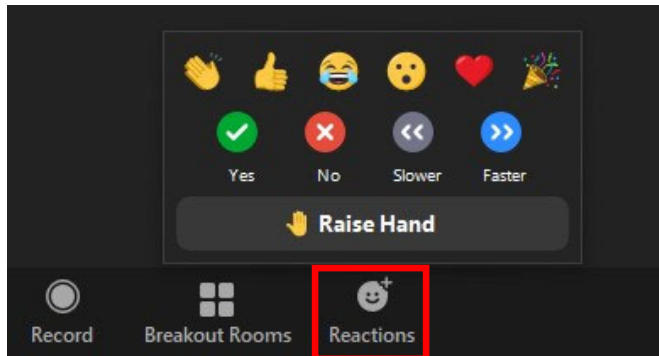 Yes No Slower Faster
Raise Hand
Record Breakout Rooms Reactions